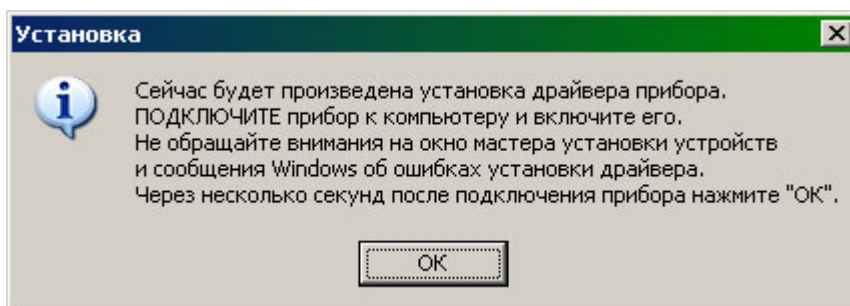 Установка
Сейчас будет произведена установка драйвера прибора.
ПОДКЛЮЧИТЕ прибор к компьютеру и включите его.
Не обращайте внимания на окно мастера установки устройств
и сообщения Windows об ошибках установки драйвера.
Через несколько секунд после подключения прибора нажмите "ОК".
ОК